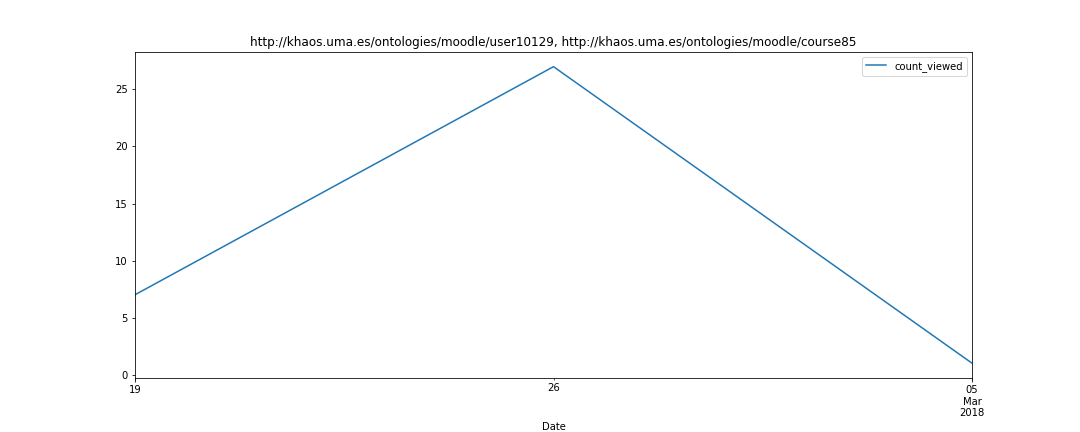 http://khaos.uma.es/ontologies/moodle/user10129, http://khaos.uma.es/ontologies/moodle/course85
count_viewed
25
20
15
10
5
0
19
26
05
Mar
2018
Date